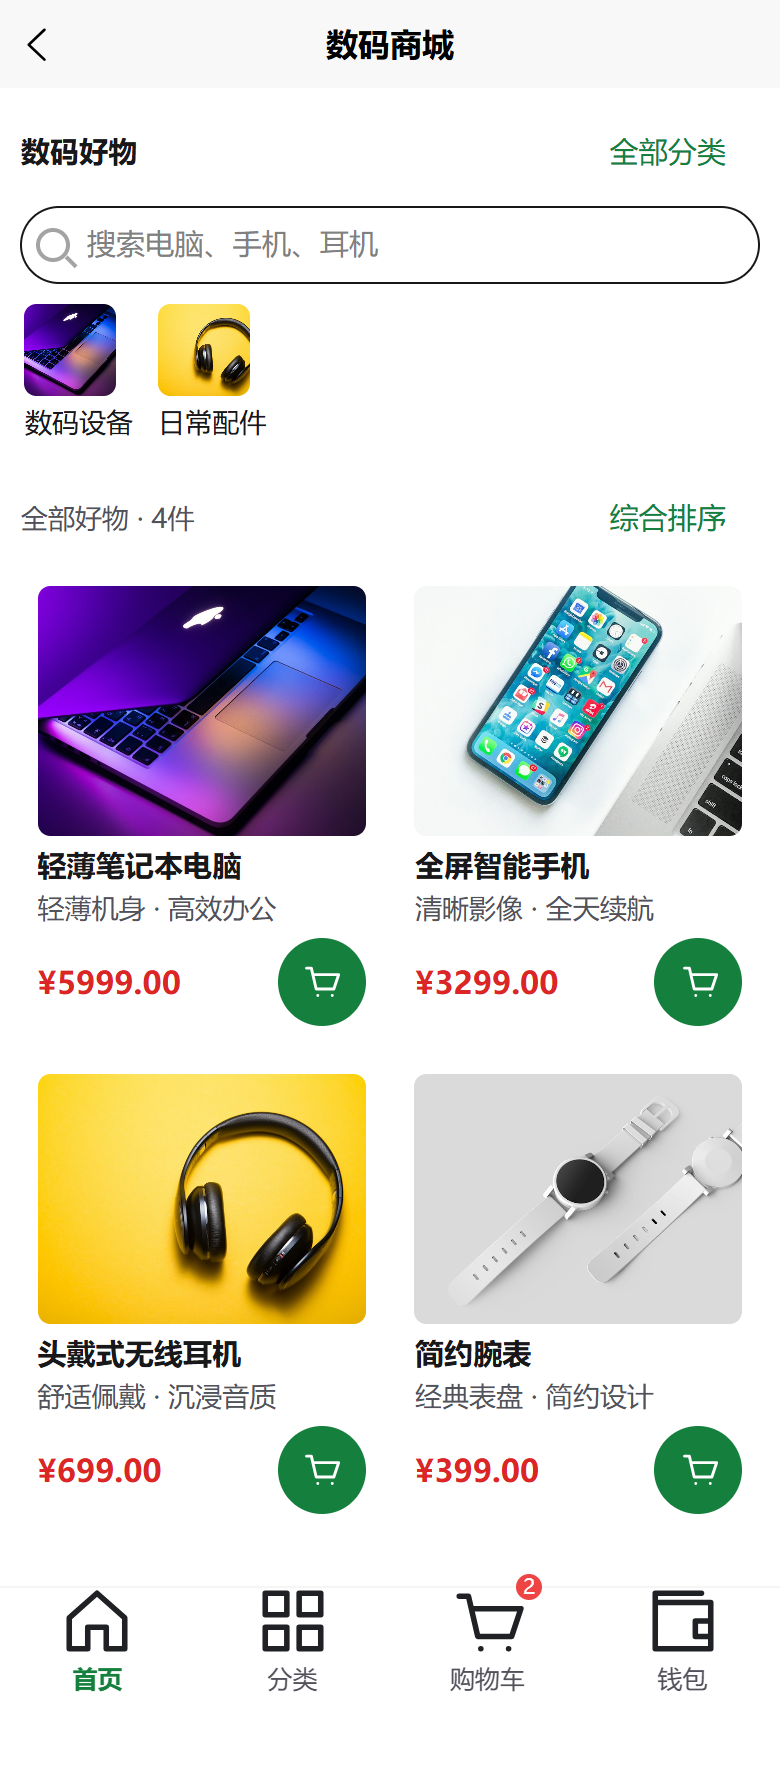 数码商城
数码好物
全部分类
搜索电脑、手机、耳机
数码设备
日常配件
全部好物 · 4件
综合排序
轻薄笔记本电脑
轻薄机身 · 高效办公
¥5999.00
全屏智能手机
清晰影像 · 全天续航
¥3299.00
头戴式无线耳机
舒适佩戴 · 沉浸音质
¥699.00
简约腕表
经典表盘 · 简约设计
¥399.00
2
首页
分类
购物车
钱包